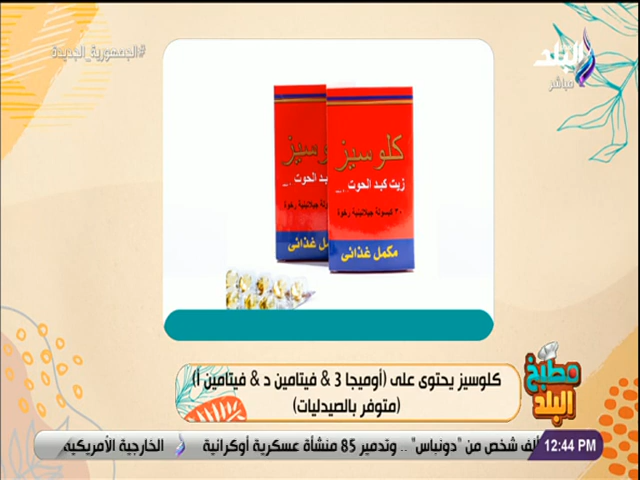 #الجمهورية_الجديدة
البلد
مباشر
كلوسيز
زيت كبد الحوت
٣٠ كبسولة جيلاتينية رخوة
مكمل غذائى
كلوسيز يحتوى على (أوميجا 3 & فيتامين د & فيتامين أ)
(متوفر بالصيدليات)
مطبخ
البلد
ألف شخص من "دونباس" .. وتدمير 85 منشأة عسكرية أوكرانية
الخارجية الأمريكية
12:44 PM